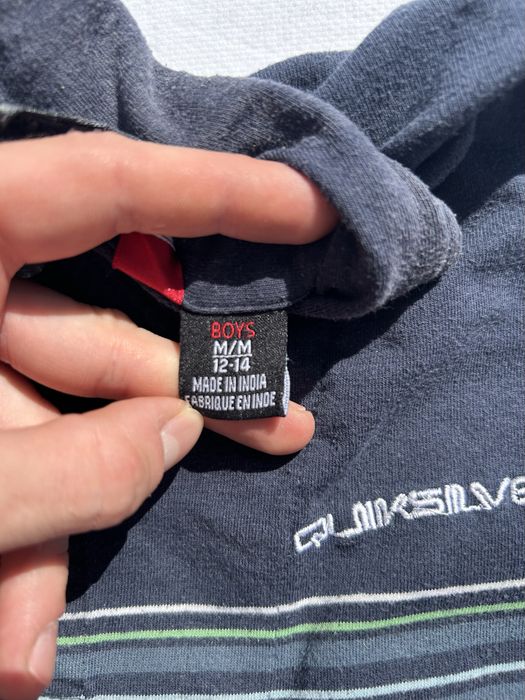 BOYS
M/M
12-14
MADE IN INDIA
FABRIQUE EN INDE
QUIKSILVE